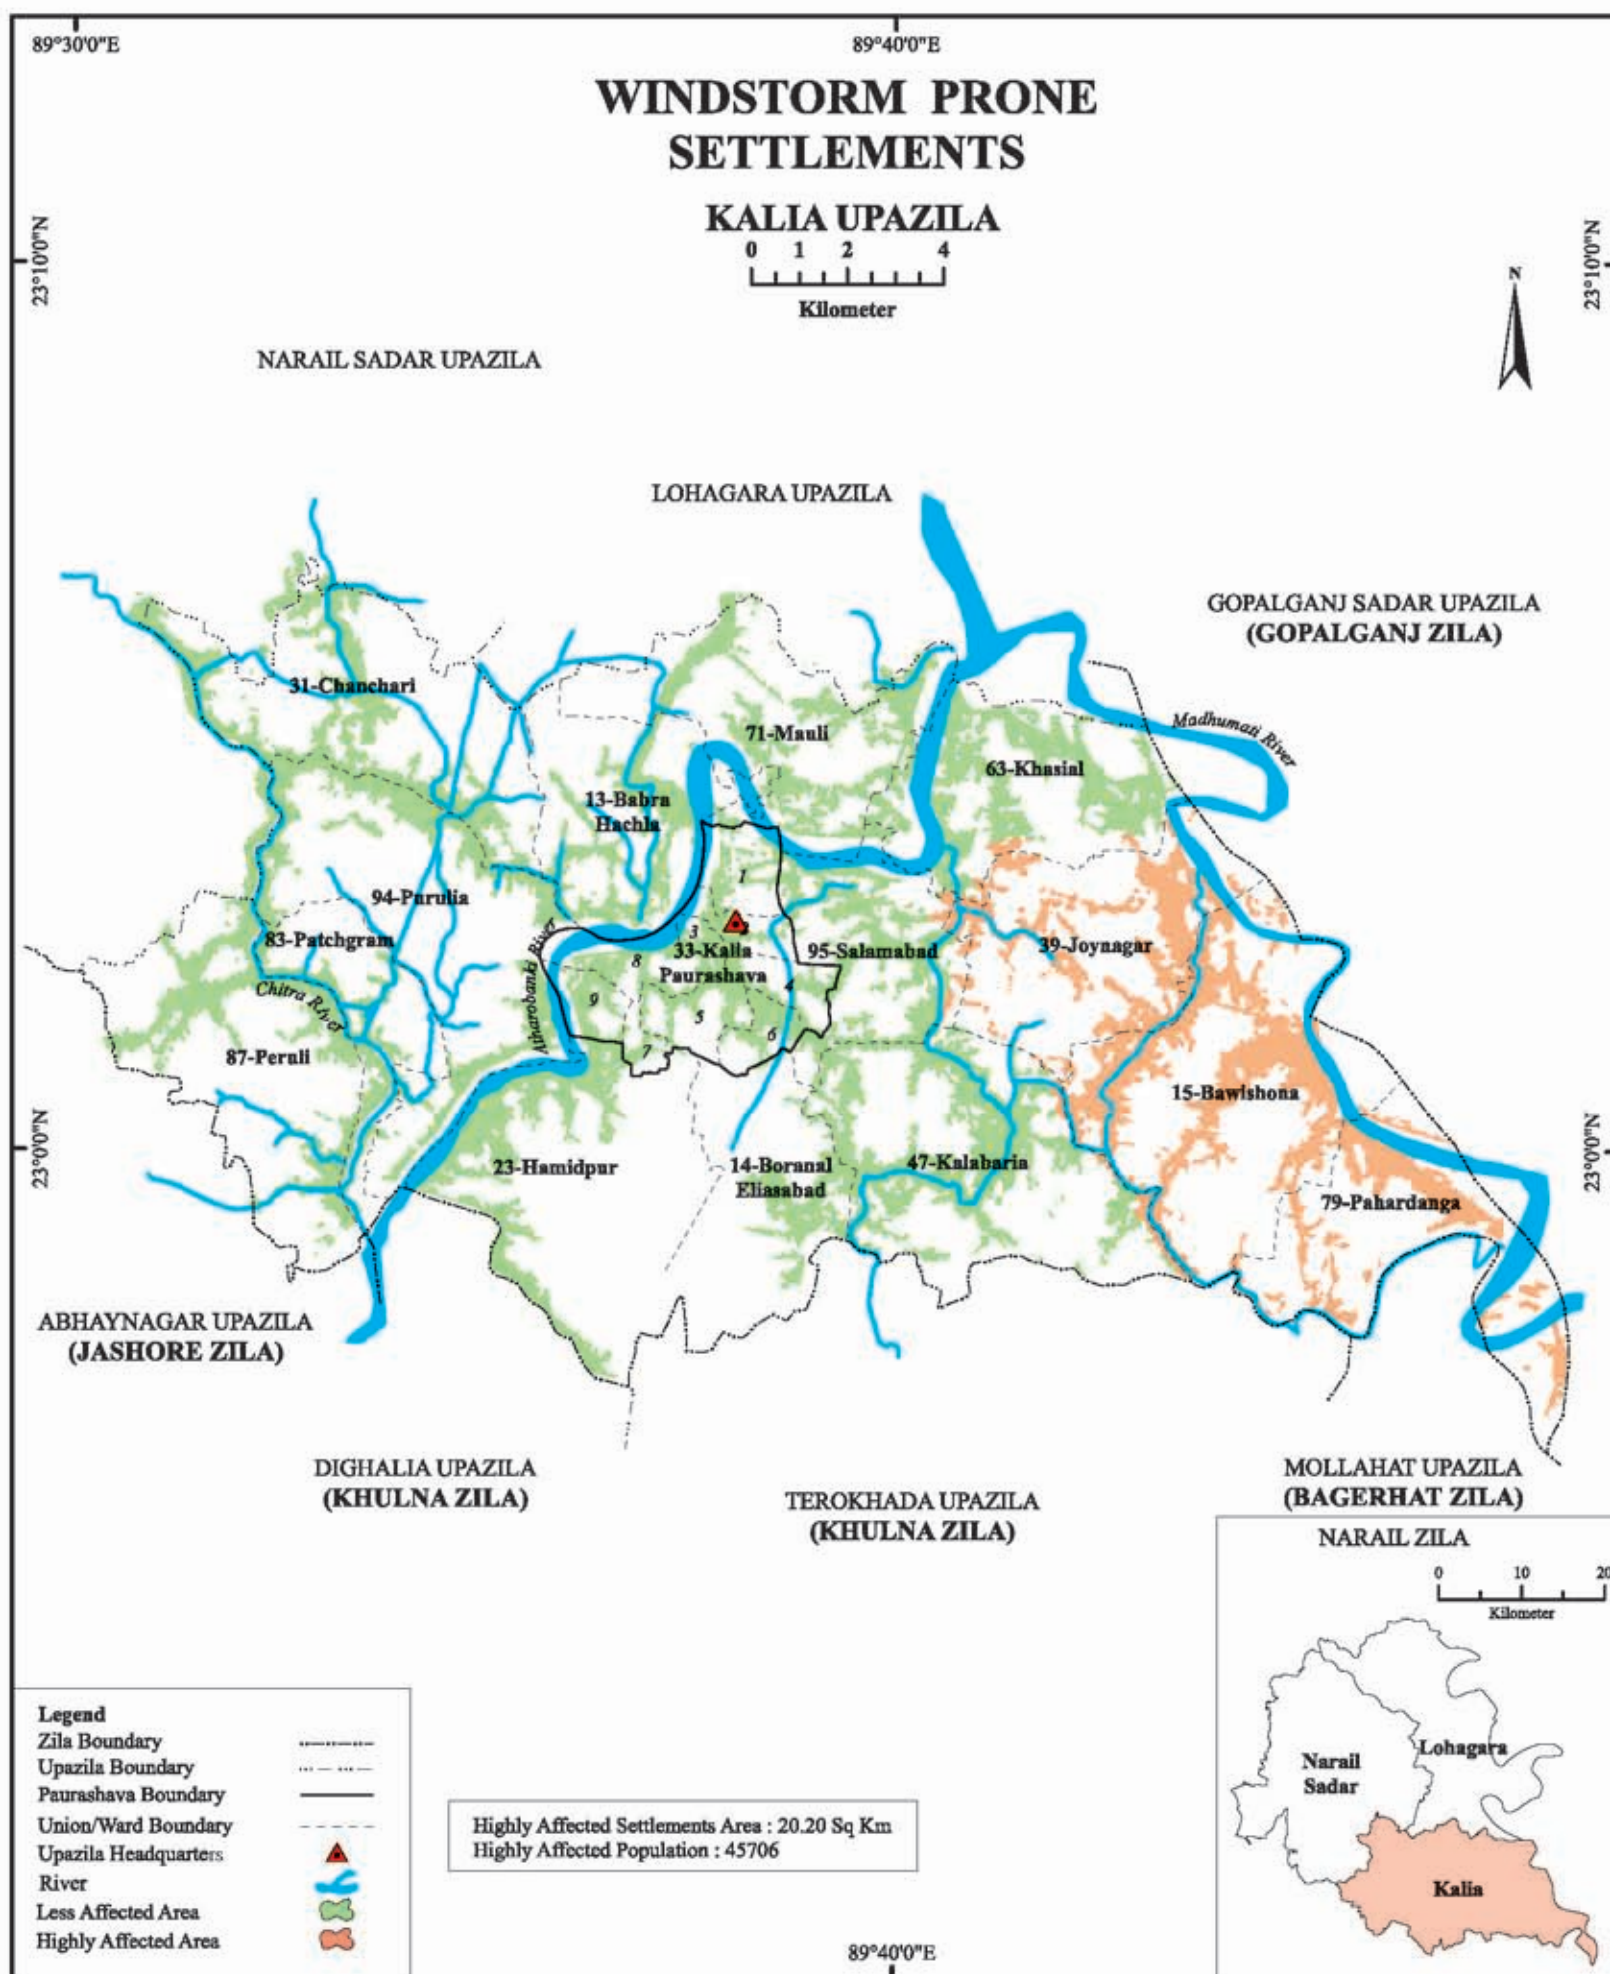 89°30'0"E
89°40'0"E
WINDSTORM PRONE
SETTLEMENTS
KALIA UPAZILA
0 1 2 4
Kilometer
23°10'0"N
23°10'0"N
N
NARAIL SADAR UPAZILA
LOHAGARA UPAZILA
GOPALGANJ SADAR UPAZILA
(GOPALGANJ ZILA)
31-Chanchari
71-Mauli
Madhumati River
63-Khasial
13-Babra
Hachla
1
94-Purulia
83-Patchgram
3
33-Kalia
Paurashava
95-Salamabad
39-Joynagar
8
4
9
5
6
7
Chitra River
Atharobanki River
87-Peruli
15-Bawishona
23°0'0"N
23°0'0"N
23-Hamidpur
14-Boranal
Eliasabad
47-Kalabaria
79-Pahardanga
ABHAYNAGAR UPAZILA
(JASHORE ZILA)
DIGHALIA UPAZILA
(KHULNA ZILA)
TEROKHADA UPAZILA
(KHULNA ZILA)
MOLLAHAT UPAZILA
(BAGERHAT ZILA)
NARAIL ZILA
0 10 20
Kilometer
Lohagara
Narail
Sadar
Kalia
Legend
Zila Boundary
Upazila Boundary
Paurashava Boundary
Union/Ward Boundary
Upazila Headquarters
River
Less Affected Area
Highly Affected Area
Highly Affected Settlements Area : 20.20 Sq Km
Highly Affected Population : 45706
89°40'0"E